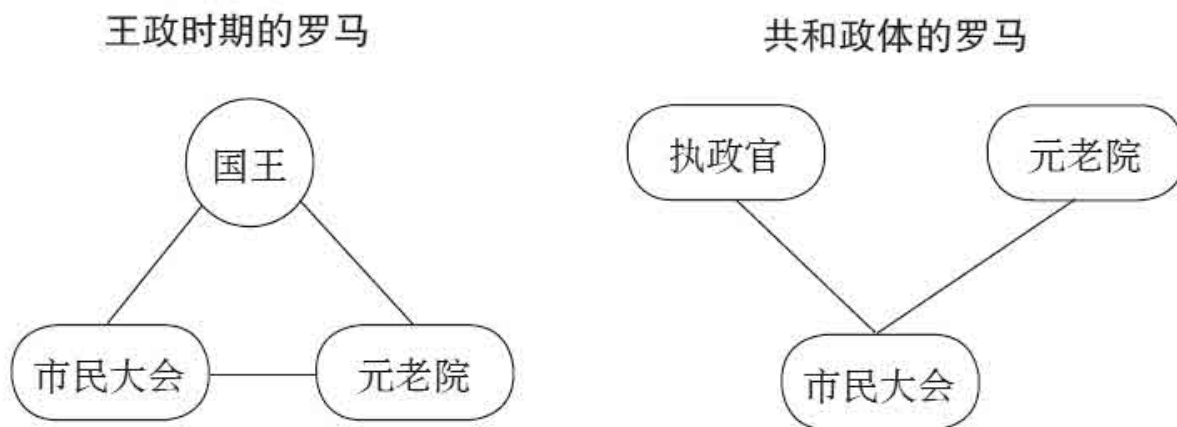 王政时期的罗马
共和政体的罗马
国王
市民大会
元老院
执政官
元老院
市民大会